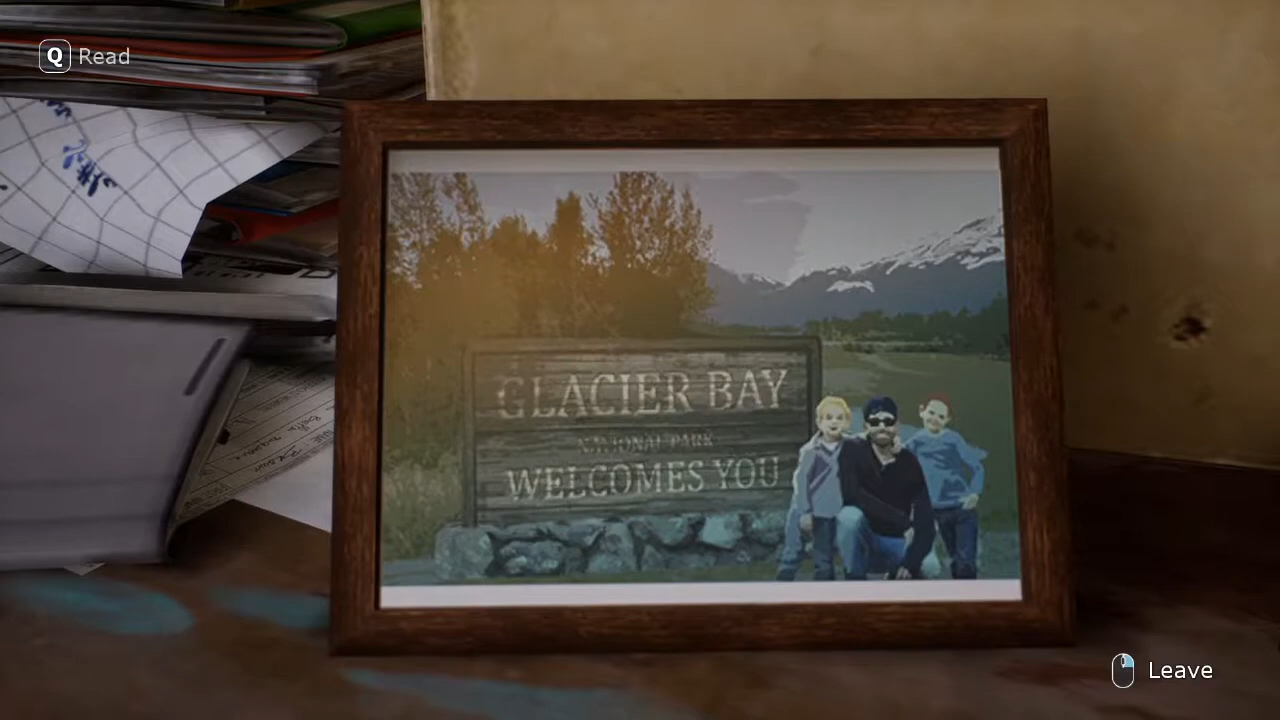 Q Read
GLACIER BAY
NATIONAL PARK
WELCOMES YOU
Leave